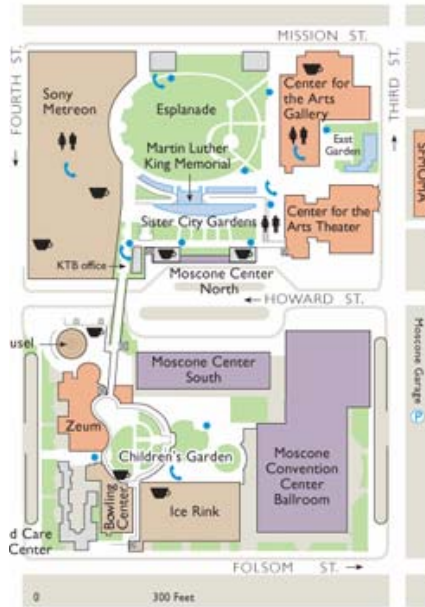 MISSION ST.
FOURTH ST.
THIRD ST.
Sony
Metreon
Esplanade
Center for
the Arts
Gallery
East
Garden
Martin Luther
King Memorial
SFMOMA
Sister City Gardens
Center for the
Arts Theater
KTB office
Moscone Center
North
HOWARD ST.
usel
Moscone Center
South
Moscone Garage P
Zeum
Children's Garden
Moscone
Convention
Center
Ballroom
Bowling
Center
Ice Rink
d Care
Center
FOLSOM ST.
0 300 Feet